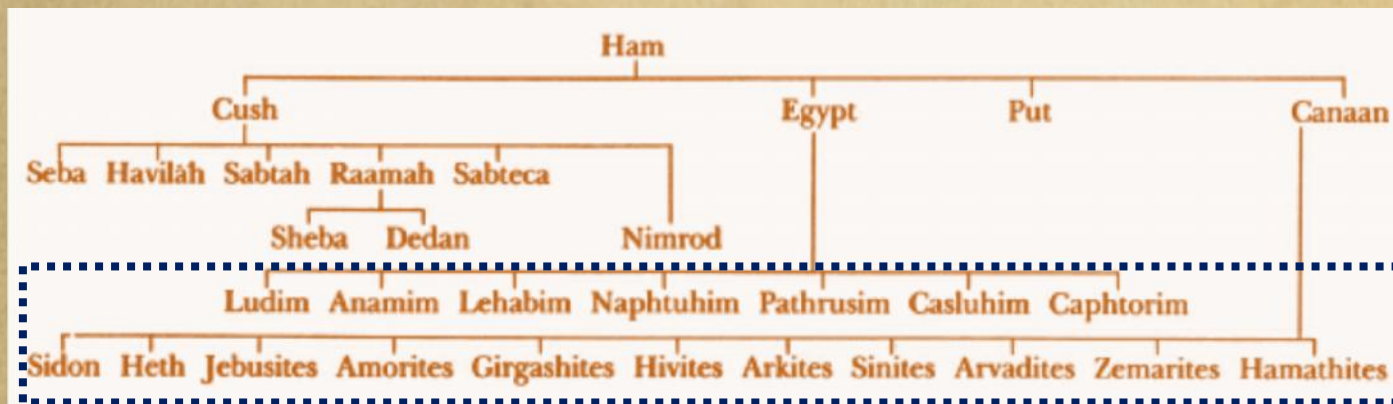 Ham
Cush Egypt Put Canaan
Seba Havilah Sabtah Raamah Sabteca
Sheba Dedan Nimrod
Ludim Anamim Lehabim Naphtuhim Pathrusim Casluhim Caphtorim
Sidon Heth Jebusites Amorites Girgashites Hivites Arkites Sinites Arvadites Zemarites Hamathites